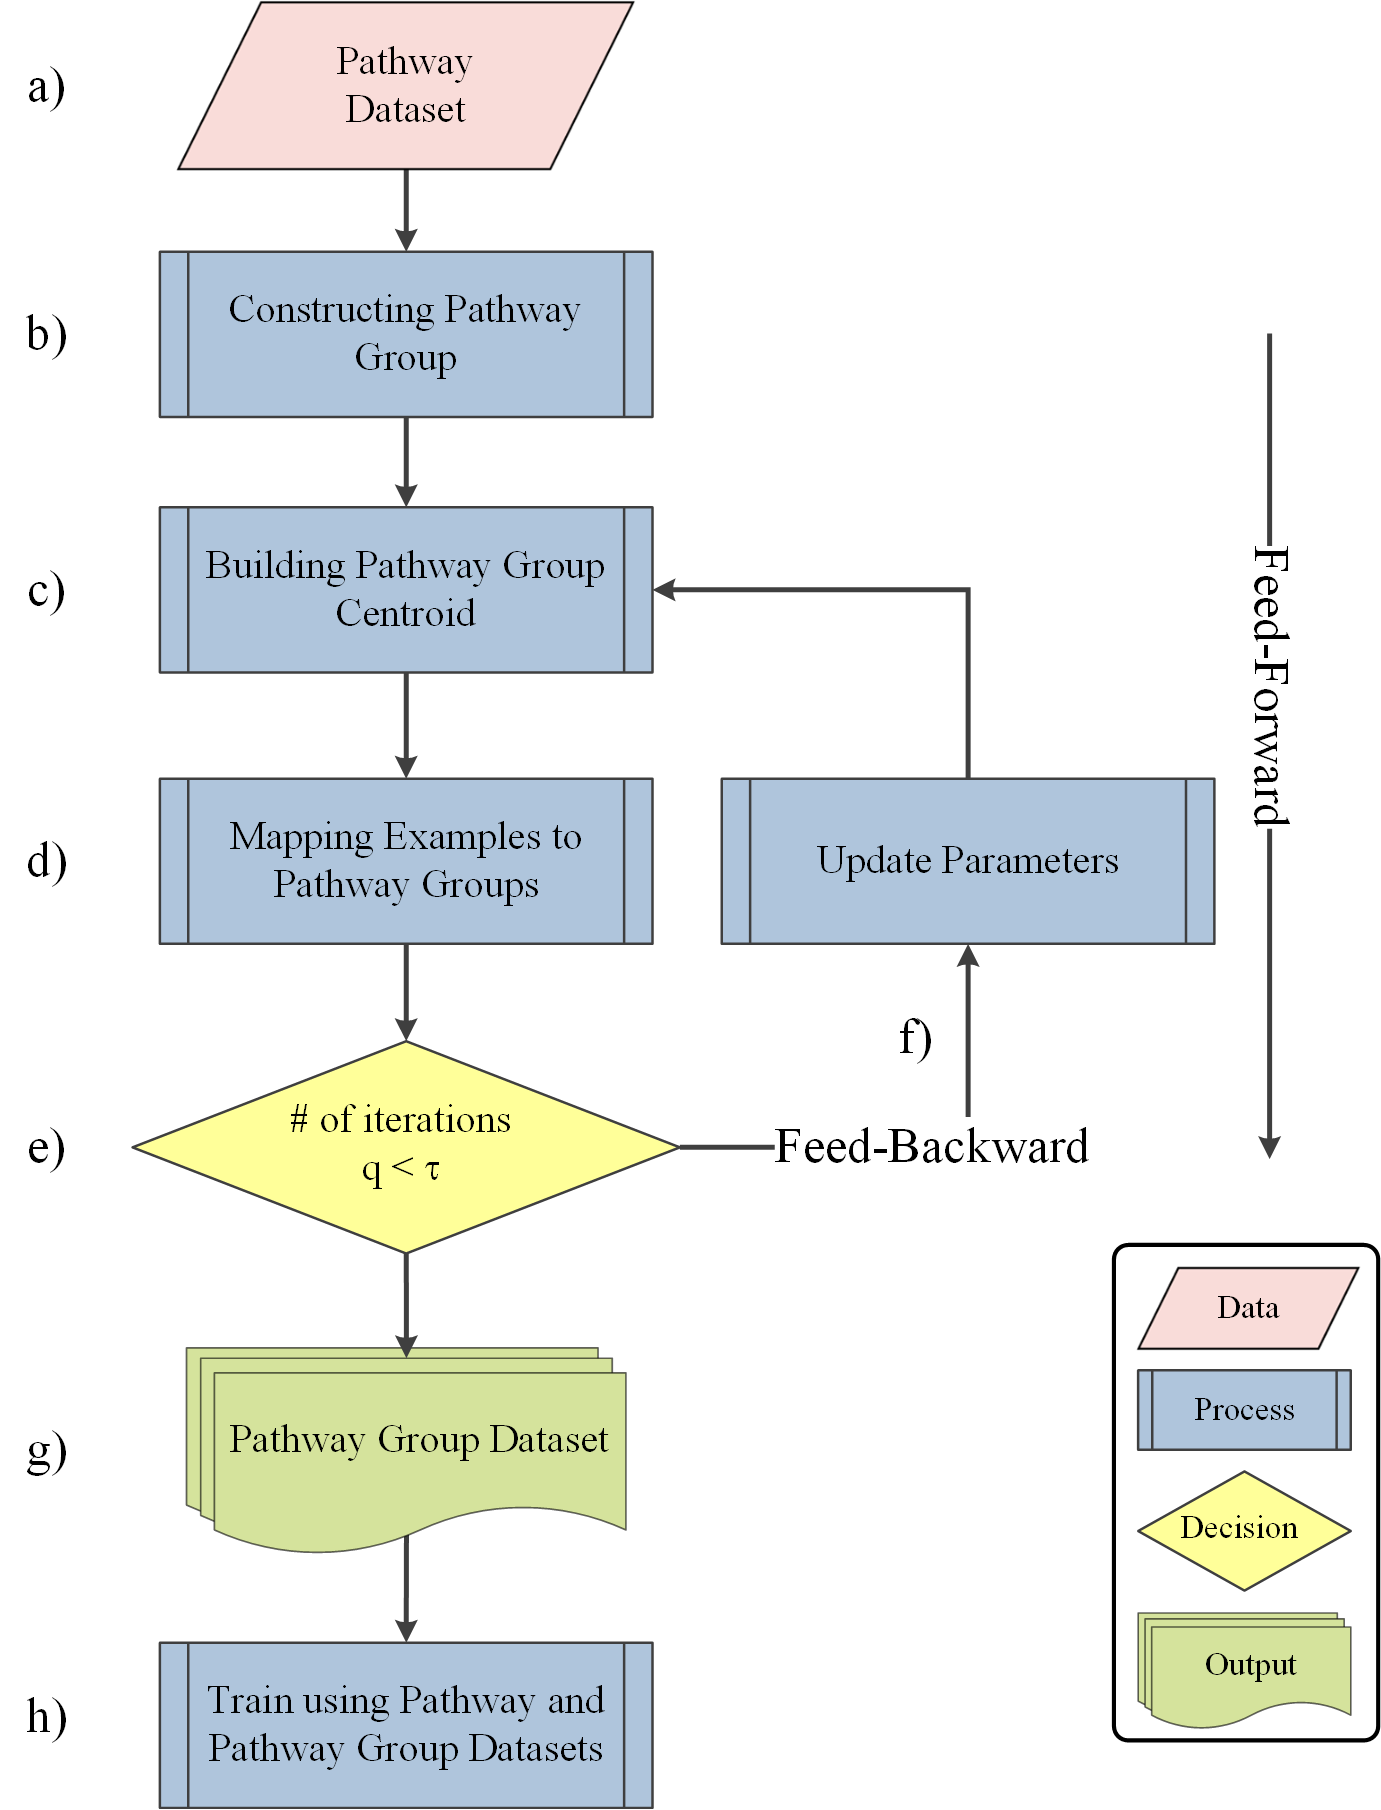 a)
Pathway
Dataset
b)
Constructing Pathway
Group
c)
Building Pathway Group
Centroid
d)
Mapping Examples to
Pathway Groups
Update Parameters
Feed-Forward
f)
e)
# of iterations
q < τ
Feed-Backward
g)
Pathway Group Dataset
h)
Train using Pathway and
Pathway Group Datasets
Data
Process
Decision
Output